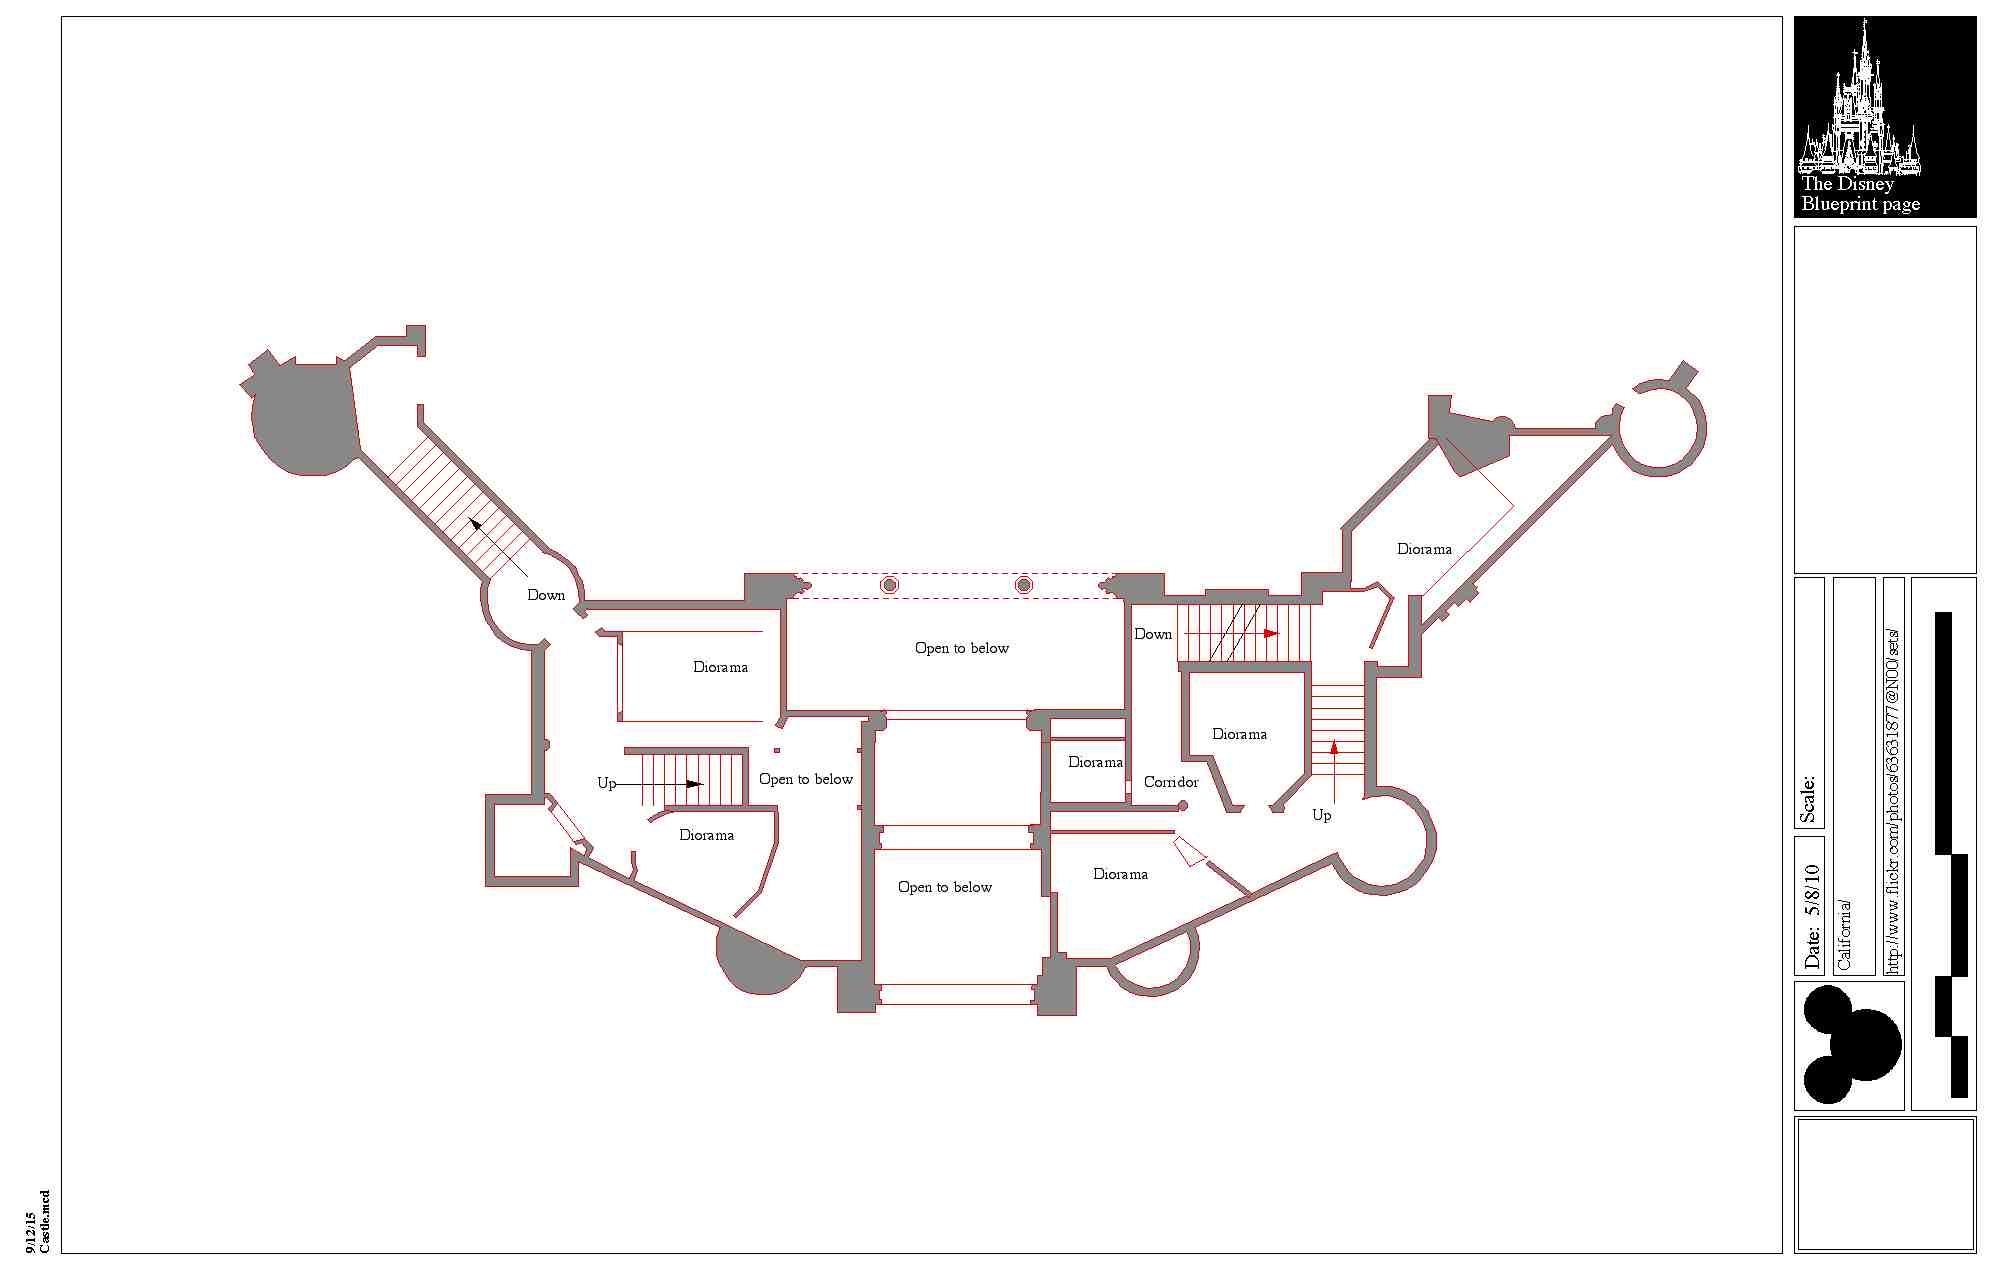 The Disney
Blueprint page
Diorama
Down
Down
Open to below
Diorama
Diorama
Diorama
Open to below
Up
Corridor
Up
Diorama
Diorama
Open to below
Scale:
Date: 5/8/10
California/
http://www.flickr.com/photos/63631877@N00/sets/
9/12/15
Castle.mcd